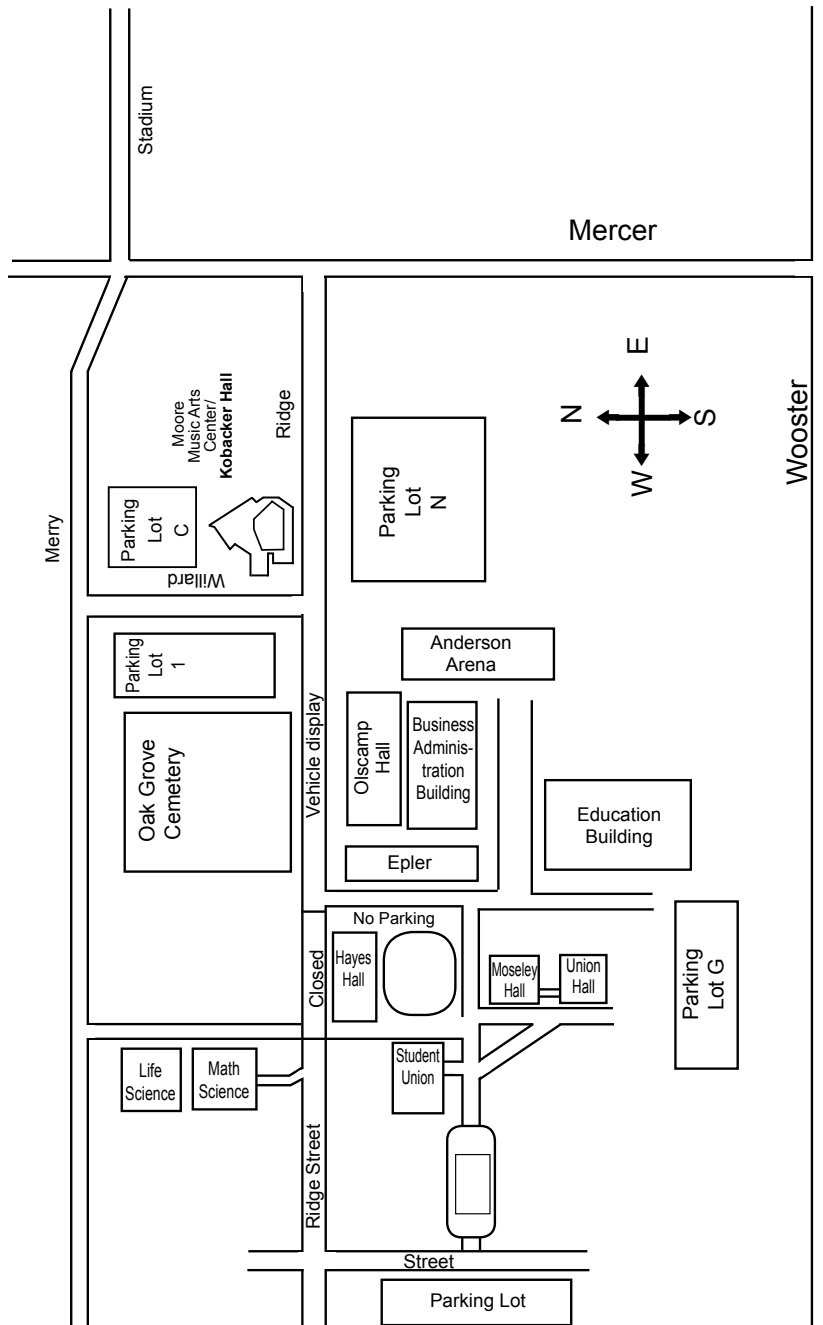 Stadium
Mercer
Merry
Moore
Music Arts
Center/
Kobacker Hall
Ridge
E
N
S
W
Wooster
Parking
Lot
C
Parking
Lot
N
Willard
Parking
Lot
1
Anderson
Arena
Vehicle display
Olscamp
Hall
Business
Adminis-
tration
Building
Oak Grove
Cemetery
Education
Building
Epler
No Parking
Closed
Hayes
Hall
Moseley
Hall
Union
Hall
Parking
Lot G
Life
Science
Math
Science
Student
Union
Ridge Street
Street
Parking Lot